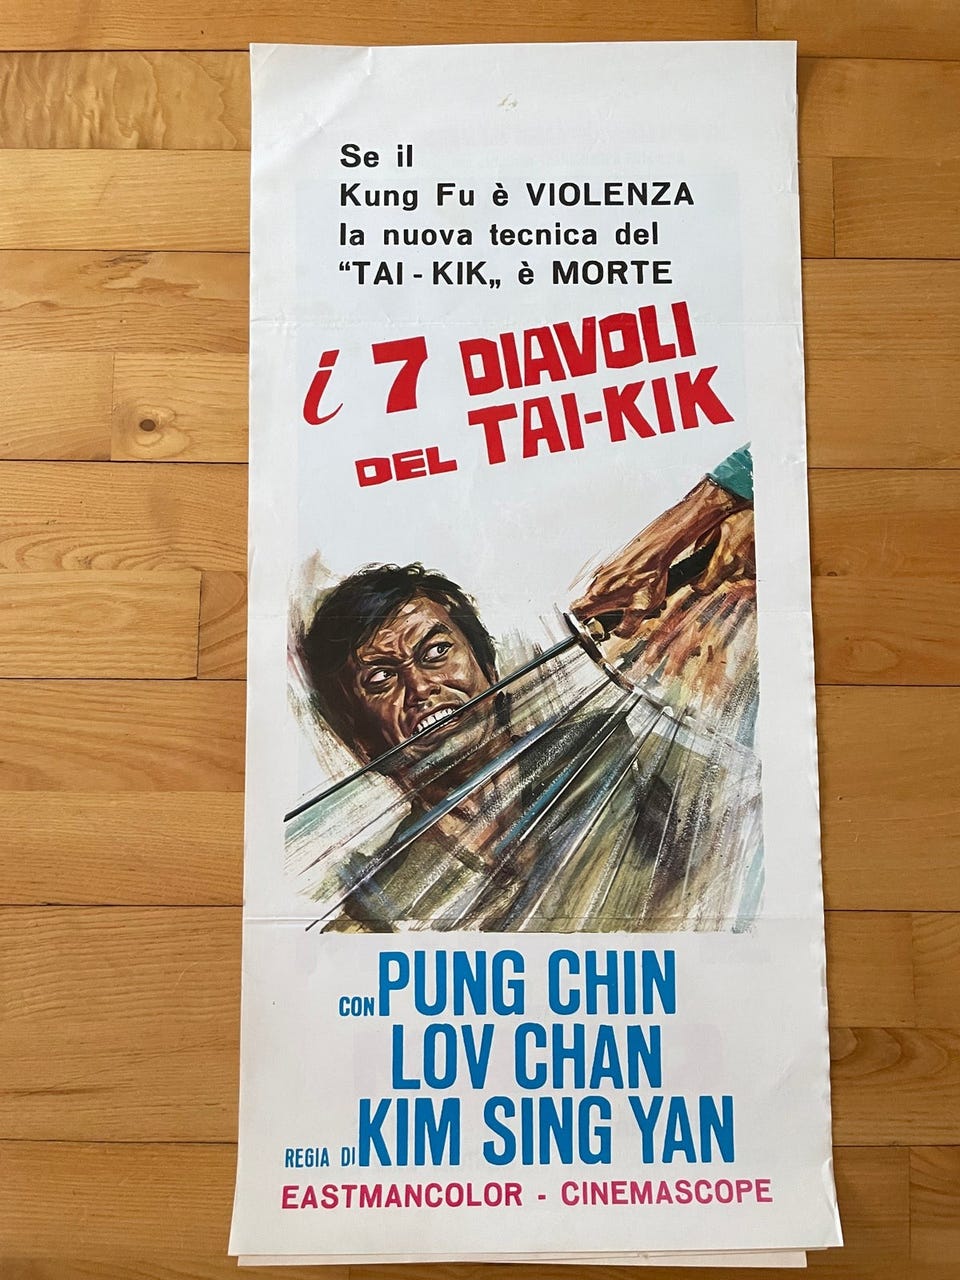 Se il
Kung Fu è VIOLENZA
la nuova tecnica del
“TAI - KIK„ è MORTE
i 7 DIAVOLI
DEL TAI-KIK
CON PUNG CHIN
LOV CHAN
REGIA DI KIM SING YAN
EASTMANCOLOR - CINEMASCOPE